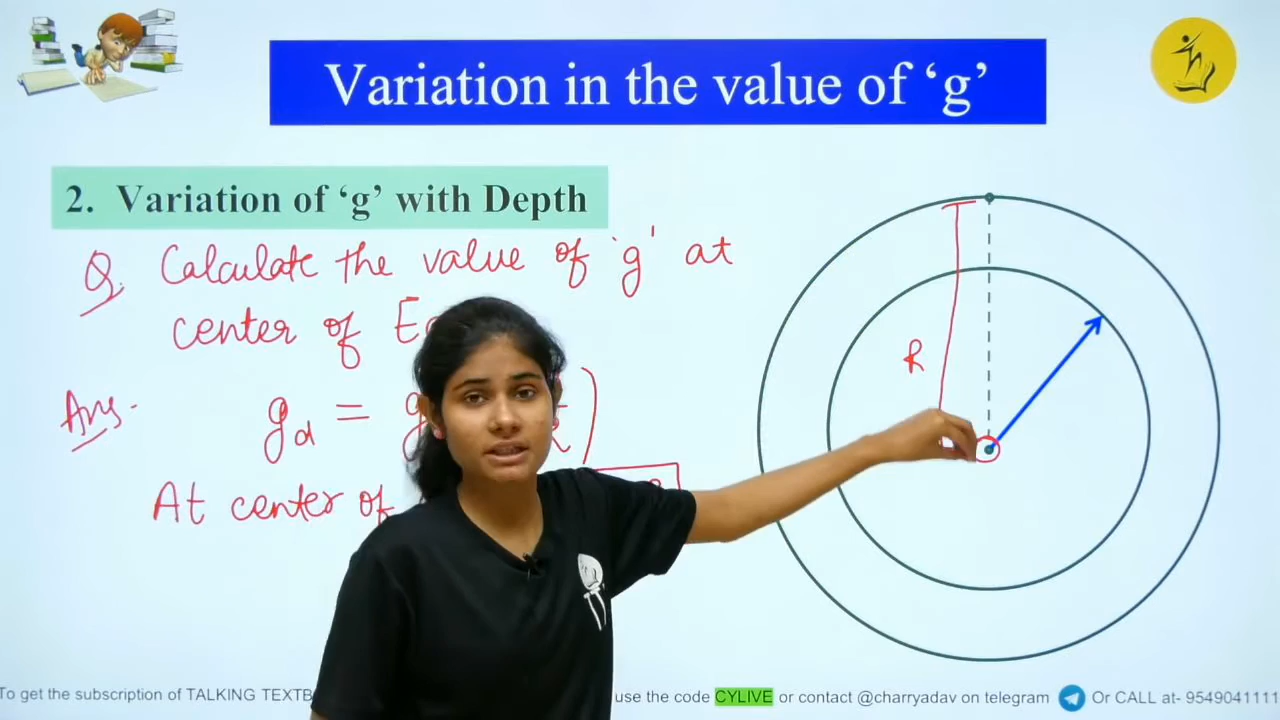 Variation in the value of ‘g’
2. Variation of ‘g’ with Depth
Q. Calculate the value of 'g' at
center of
Ans.
gd = g
At center of
R
To get the subscription of TALKING use the code CYLIVE or contact @charryadav on telegram Or CALL at- 9549041111